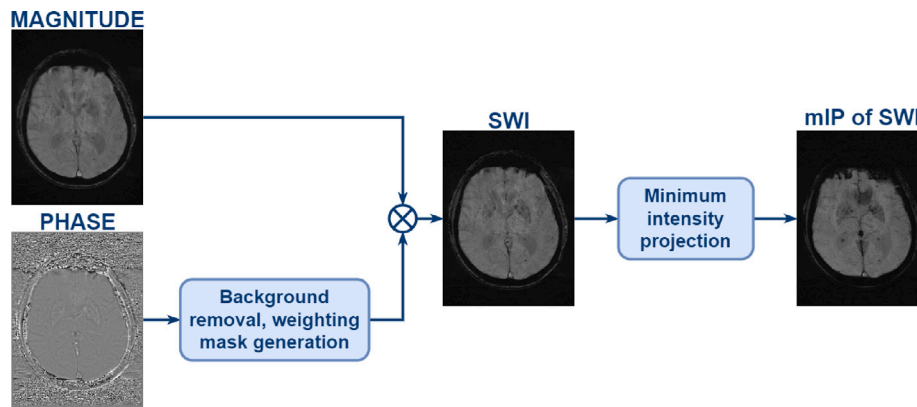 MAGNITUDE
PHASE
Background
removal, weighting
mask generation
SWI
Minimum
intensity
projection
mIP of SWI